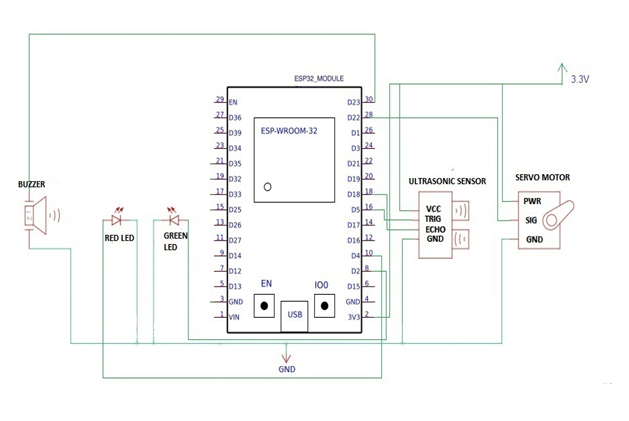 ESP32_MODULE
3.3V
29 EN D23 30
27 D36 D22 28
25 D39 D1 26
23 D34 D3 24
21 D35 D21 22
19 D32 D19 20
17 D33 D18 18
15 D25 D5 16
13 D26 D17 14
11 D27 D16 12
9 D14 D4 10
7 D12 D2 8
5 D13 D15 6
3 GND GND 4
1 VIN 3V3 2
ESP-WROOM-32
EN
IO0
USB
BUZZER
RED LED
GREEN
LED
ULTRASONIC SENSOR
VCC
TRIG
ECHO
GND
SERVO MOTOR
PWR
SIG
GND
GND